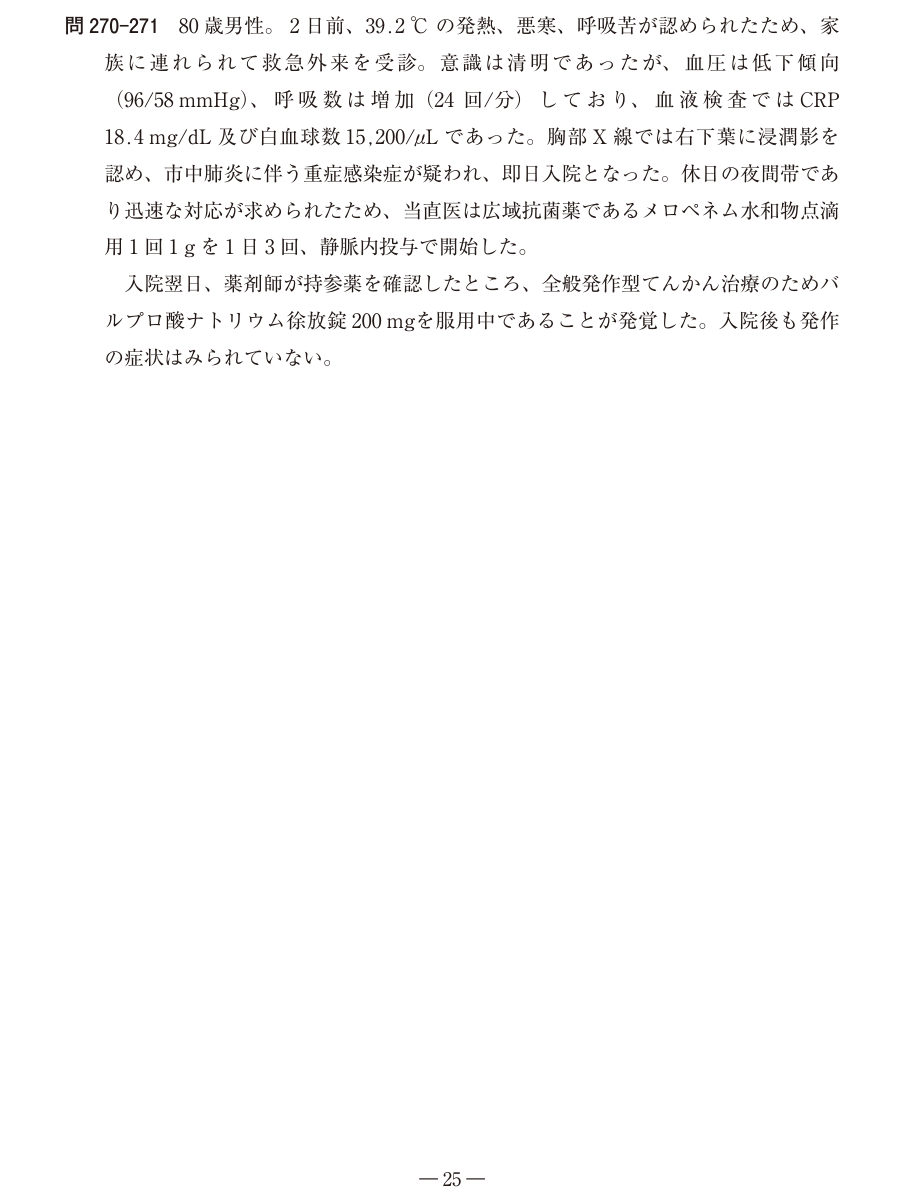 問 270−271 80 歳男性。2 日前、39.2 ℃ の発熱、悪寒、呼吸苦が認められたため、家
族に連れられて救急外来を受診。意識は清明であったが、血圧は低下傾向
（96/58 mmHg）、呼吸数は増加（24 回/分）しており、血液検査では CRP
18.4 mg/dL 及び白血球数 15,200/μL であった。胸部 X 線では右下葉に浸潤影を
認め、市中肺炎に伴う重症感染症が疑われ、即日入院となった。休日の夜間帯であ
り迅速な対応が求められたため、当直医は広域抗菌薬であるメロペネム水和物点滴
用 1 回 1 g を 1 日 3 回、静脈内投与で開始した。
入院翌日、薬剤師が持参薬を確認したところ、全般発作型てんかん治療のためバ
ルプロ酸ナトリウム徐放錠 200 mgを服用中であることが発覚した。入院後も発作
の症状はみられていない。
― 25 ―